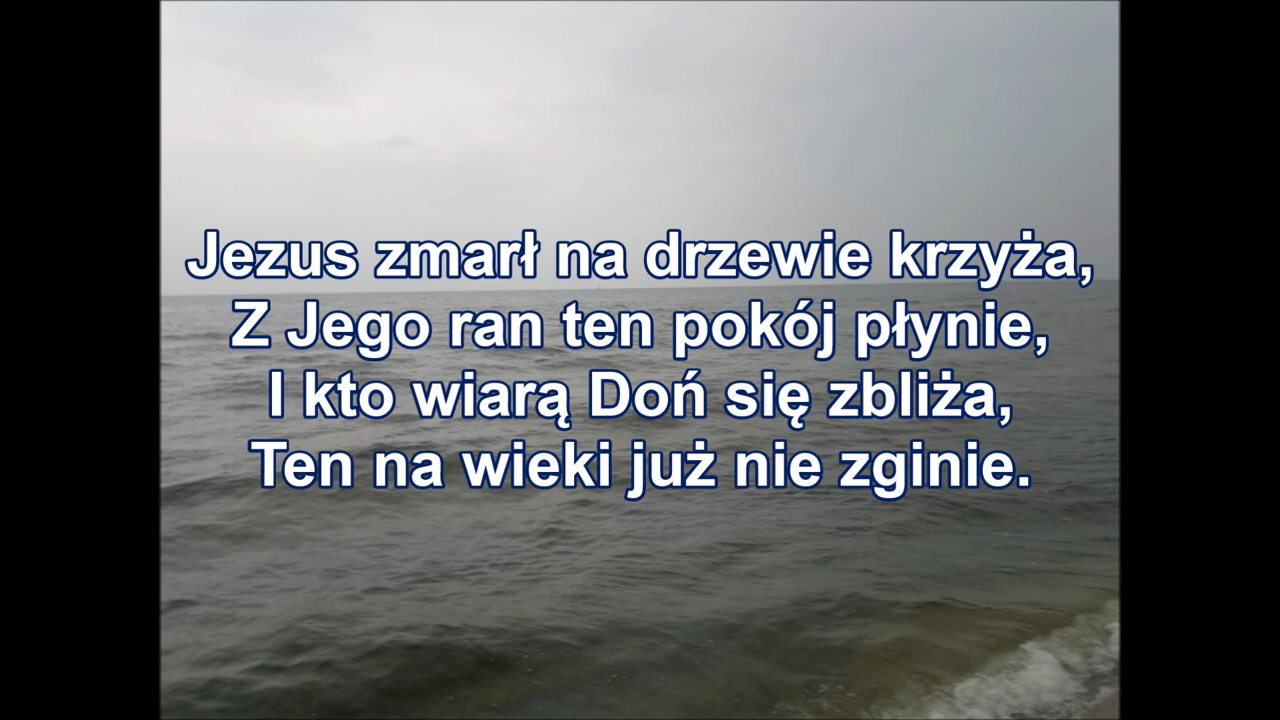 Jezus zmarł na drzewie krzyża,
Z Jego ran ten pokój płynie,
I kto wiarą Doń się zbliża,
Ten na wieki już nie zginie.